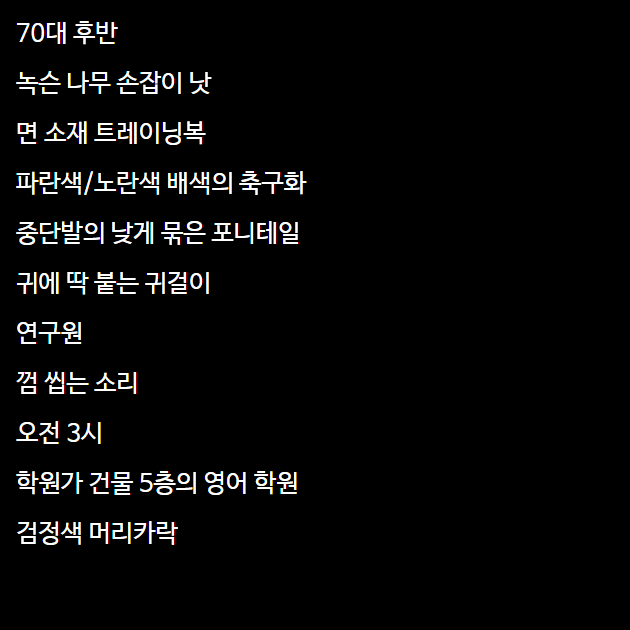 70대 후반
녹슨 나무 손잡이 낫
면 소재 트레이닝복
파란색/노란색 배색의 축구화
중단발의 낮게 묶은 포니테일
귀에 딱 붙는 귀걸이
연구원
껌 씹는 소리
오전 3시
학원가 건물 5층의 영어 학원
검정색 머리카락